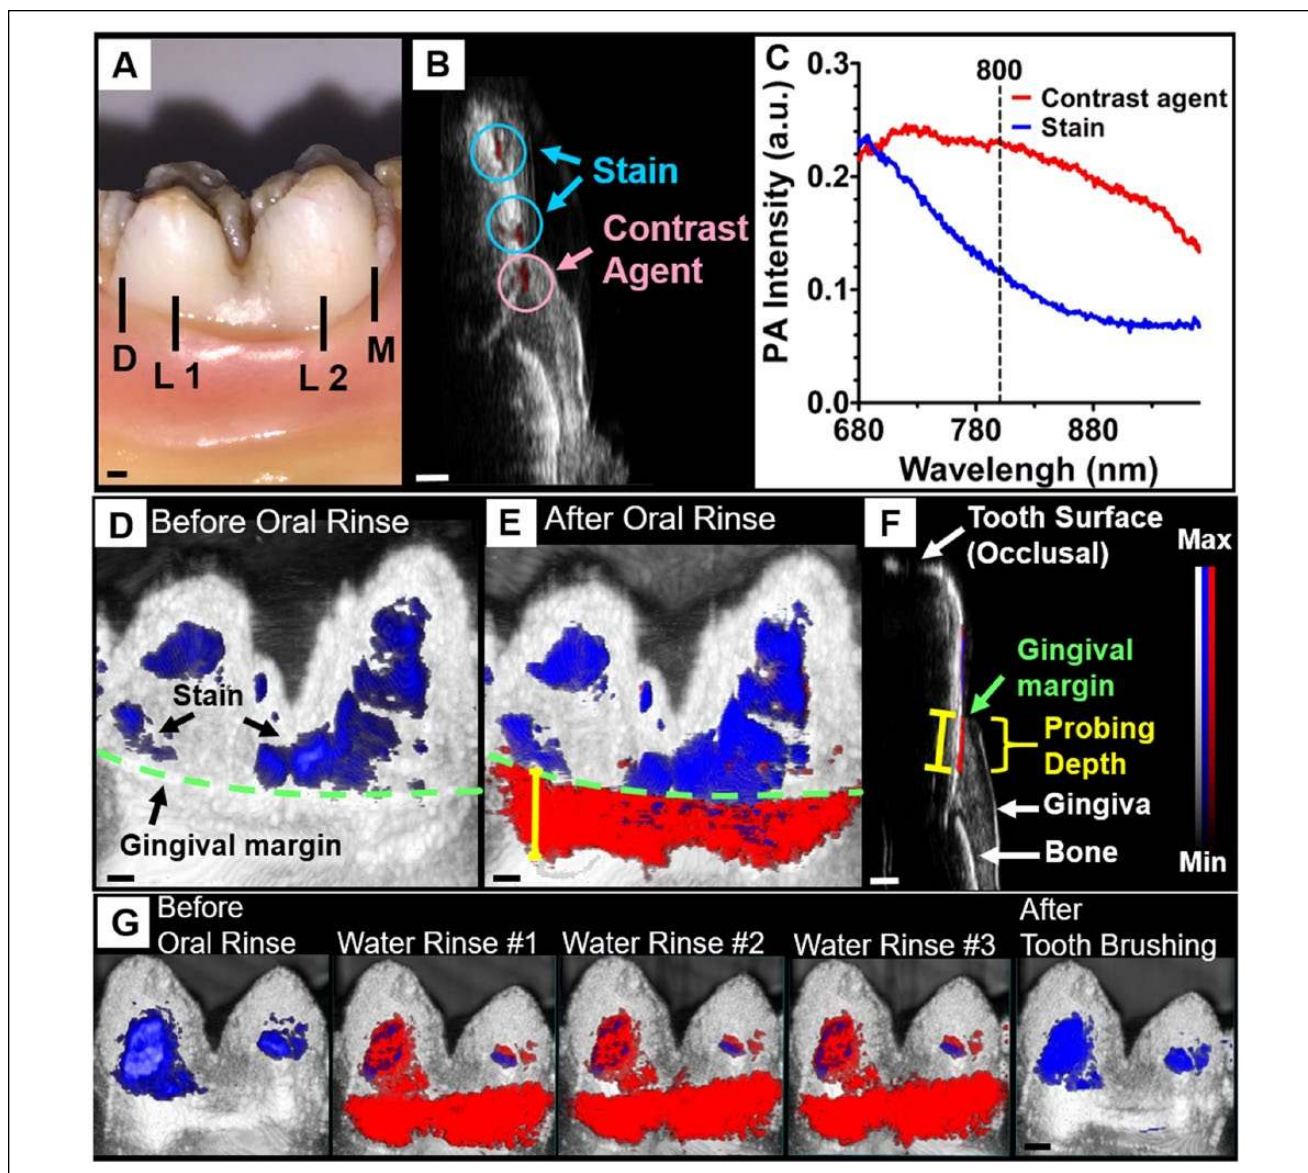 A
D
L 1
L 2
M
B
Stain
Contrast
Agent
C
0.3
0.2
0.1
0.0
PA Intensity (a.u.)
800
Contrast agent
Stain
680
780
880
Wavelengh (nm)
D Before Oral Rinse
Stain
Gingival margin
E After Oral Rinse
F
Tooth Surface
(Occlusal)
Max
Gingival
margin
Probing
Depth
Gingiva
Bone
Min
G
Before
Oral Rinse
Water Rinse #1
Water Rinse #2
Water Rinse #3
After
Tooth Brushing